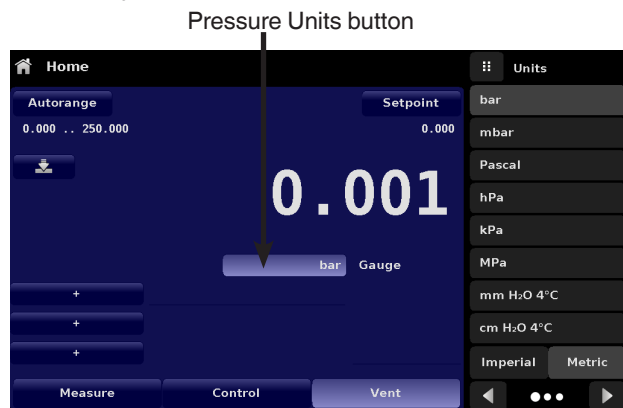 Pressure Units button
Home
Units
Autorange
Setpoint
0.000 .. 250.000
0.000
0.001
bar
Gauge
+
+
+
Measure
Control
Vent
bar
mbar
Pascal
hPa
kPa
MPa
mm H₂O 4°C
cm H₂O 4°C
Imperial
Metric